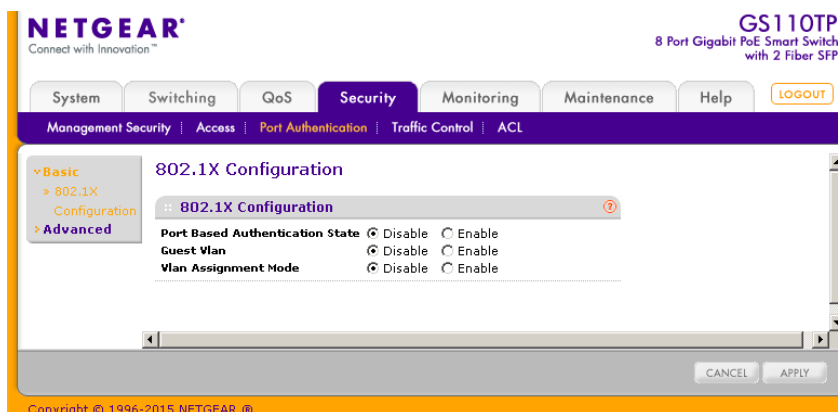 NETGEAR®
Connect with Innovation™
GS110TP
8 Port Gigabit PoE Smart Switch
with 2 Fiber SFP
System Switching QoS Security Monitoring Maintenance Help LOGOUT
Management Security Access Port Authentication Traffic Control ACL
Basic
» 802.1X
Configuration
Advanced
802.1X Configuration
802.1X Configuration ?
Port Based Authentication State Disable Enable
Guest Vlan Disable Enable
Vlan Assignment Mode Disable Enable
CANCEL APPLY
Copyright © 1996-2015 NETGEAR ®